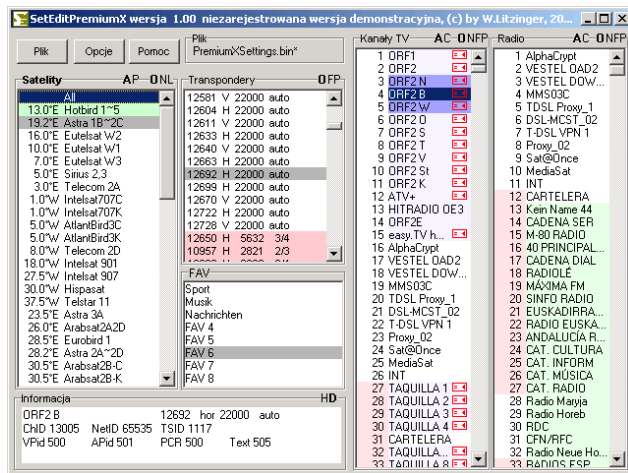 SetEditPremiumX wersja 1.00 niezarejestrowana wersja demonstracyjna, (c) by W.Litzinger, 20...
Plik
Opcje
Pomoc
Plik
PremiumXSettings.bin*
Satelity AP ONL
All
13.0°E Hotbird 1~5
19.2°E Astra 1B~2C
16.0°E Eutelsat W2
10.0°E Eutelsat W1
7.0°E Eutelsat W3
5.0°E Sirius 2,3
3.0°E Telecom 2A
1.0°W Intelsat707C
1.0°W Intelsat707K
5.0°W AtlantBird3C
5.0°W AtlantBird3K
8.0°W Telecom 2D
18.0°W Intelsat 901
27.5°W Intelsat 907
30.0°W Hispasat
37.5°W Telstar 11
23.5°E Astra 3A
26.0°E Arabsat2A2D
28.5°E Eurobird 1
28.2°E Astra 2A~2D
30.5°E Arabsat2B-C
30.5°E Arabsat2B-K
Transpondery OFP
12581 V 22000 auto
12604 H 22000 auto
12611 V 22000 auto
12633 H 22000 auto
12640 V 22000 auto
12663 H 22000 auto
12692 H 22000 auto
12699 H 22000 auto
12670 V 22000 auto
12722 H 22000 auto
12728 V 22000 auto
12650 H 5632 3/4
10957 H 2821 2/3
FAV
Sport
Musik
Nachrichten
FAV 4
FAV 5
FAV 6
FAV 7
FAV 8
Kanały TV AC ONFP
1 ORF1
2 ORF2
3 ORF2 N
4 ORF2 B
5 ORF2 W
6 ORF2 O
7 ORF2 S
8 ORF2 T
9 ORF2 V
10 ORF2 St
11 ORF2 K
12 ATV+
13 HITRADIO OE3
14 ORF2E
15 easy.TV h...
16 AlphaCrypt
17 VESTEL OAD2
18 VESTEL DOW...
19 MMS03C
20 TDSL Proxy_1
21 DSL-MCST_02
22 T-DSL VPN 1
23 Proxy_02
24 Sat@Once
25 MediaSat
26 INT
27 TAQUILLA 1
28 TAQUILLA 2
29 TAQUILLA 3
30 TAQUILLA 4
31 CARTELERA
32 TAQUILLA...
33 TAQUILLA 8
Radio AC ONFP
1 AlphaCrypt
2 VESTEL OAD2
3 VESTEL DOW...
4 MMS03C
5 TDSL Proxy_1
6 DSL-MCST_02
7 T-DSL VPN 1
8 Proxy_02
9 Sat@Once
10 MediaSat
11 INT
12 CARTELERA
13 Kein Name 44
14 CADENA SER
15 M-80 RADIO
16 40 PRINCIPAL...
17 CADENA DIAL
18 RADIOLÉ
19 MÁXIMA FM
20 SINFO RADIO
21 EUSKADIRRA...
22 RADIO EUSKA...
23 ANDALUCÍA R...
24 CAT. CULTURA
25 CAT. INFORM
26 CAT. MÚSICA
27 CAT. RADIO
28 Radio Maryja
29 Radio Horeb
30 RDC
31 CFN/RFC
32 Radio Neue Ho...
33 RADIOS ESP
Informacja HD
ORF2 B 12692 hor 22000 auto
ChID 13005 NetID 65535 TSID 1117
VPid 500 APid 501 PCR 500 Text 505